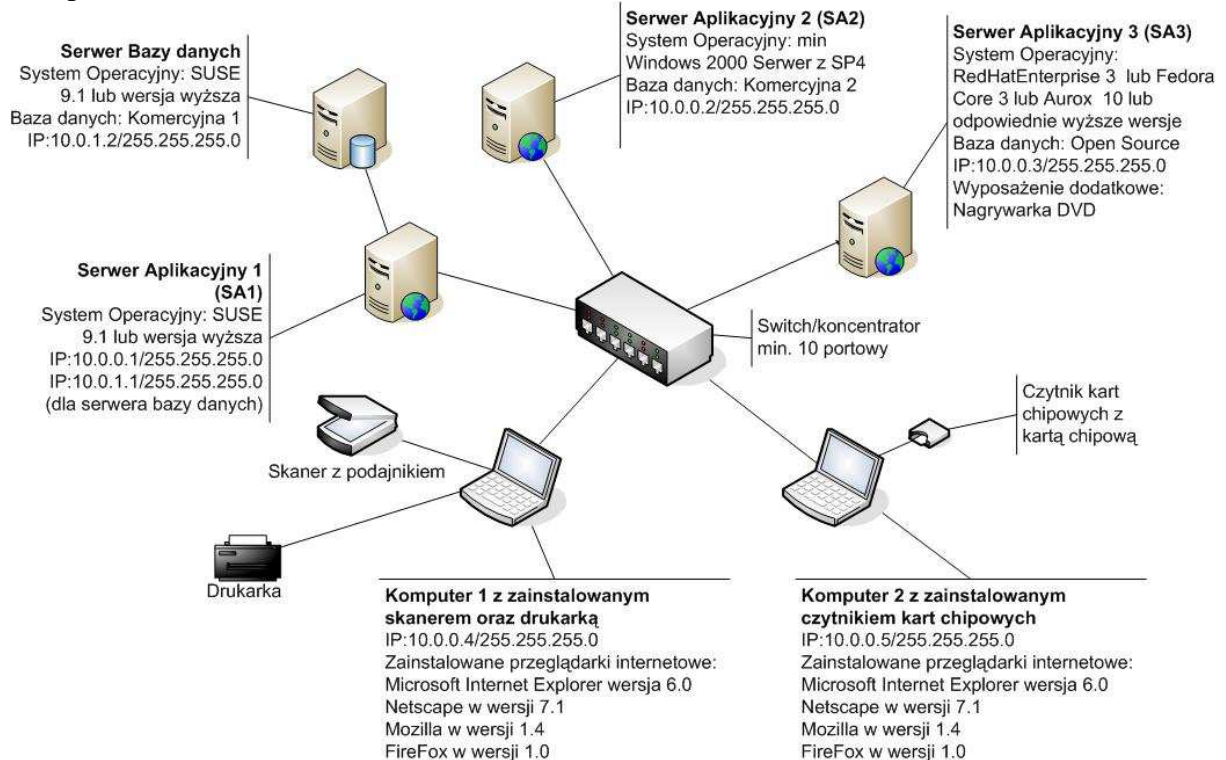 Serwer Bazy danych
System Operacyjny: SUSE
9.1 lub wersja wyższa
Baza danych: Komercyjna 1
IP:10.0.1.2/255.255.255.0
Serwer Aplikacyjny 2 (SA2)
System Operacyjny: min
Windows 2000 Serwer z SP4
Baza danych: Komercyjna 2
IP:10.0.0.2/255.255.255.0
Serwer Aplikacyjny 3 (SA3)
System Operacyjny:
RedHatEnterprise 3 lub Fedora
Core 3 lub Aurox 10 lub
odpowiednie wyższe wersje
Baza danych: Open Source
IP:10.0.0.3/255.255.255.0
Wyposażenie dodatkowe:
Nagrywarka DVD
Serwer Aplikacyjny 1
(SA1)
System Operacyjny: SUSE
9.1 lub wersja wyższa
IP:10.0.0.1/255.255.255.0
IP:10.0.1.1/255.255.255.0
(dla serwera bazy danych)
Switch/koncentrator
min. 10 portowy
Czytnik kart
chipowych z
kartą chipową
Skaner z podajnikiem
Drukarka
Komputer 1 z zainstalowanym
skanerem oraz drukarką
IP:10.0.0.4/255.255.255.0
Zainstalowane przeglądarki internetowe:
Microsoft Internet Explorer wersja 6.0
Netscape w wersji 7.1
Mozilla w wersji 1.4
FireFox w wersji 1.0
Komputer 2 z zainstalowanym
czytnikiem kart chipowych
IP:10.0.0.5/255.255.255.0
Zainstalowane przeglądarki internetowe:
Microsoft Internet Explorer wersja 6.0
Netscape w wersji 7.1
Mozilla w wersji 1.4
FireFox w wersji 1.0